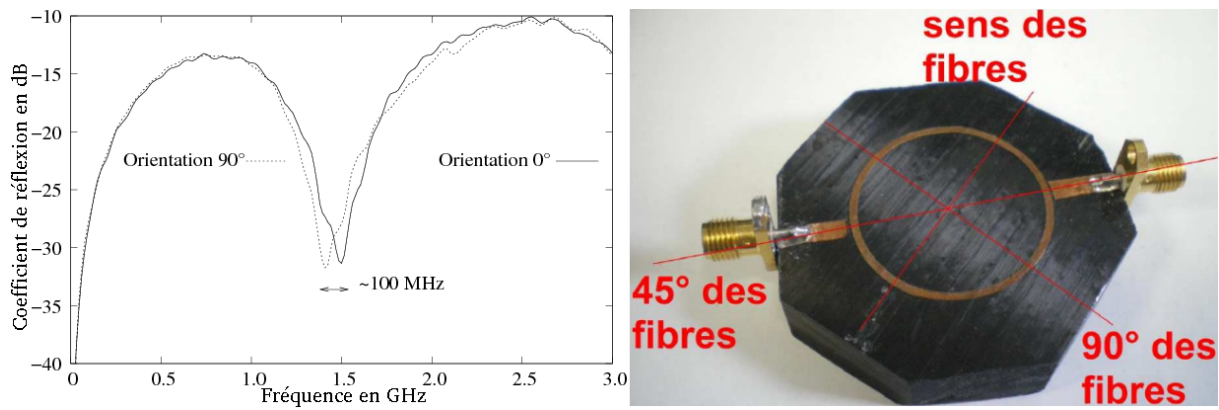 −10
−15
−20
−25
−30
−35
−40
Coefficient de réflexion en dB
Orientation 90°
Orientation 0°
~100 MHz
0
0.5
1.0
1.5
2.0
2.5
3.0
Fréquence en GHz
sens des
fibres
45° des
fibres
90° des
fibres